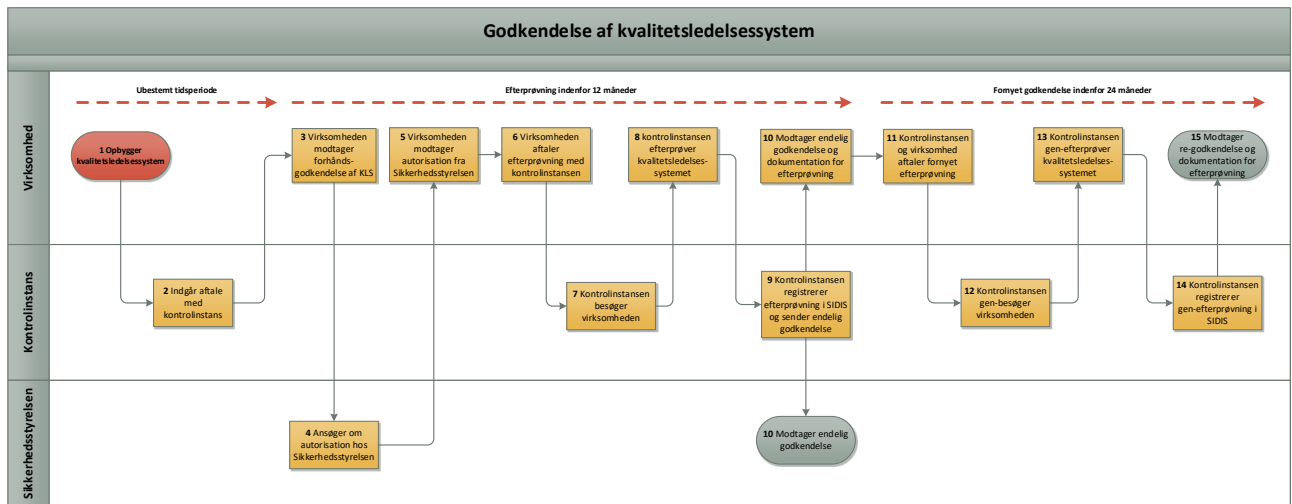 Godkendelse af kvalitetsledelsessystem
Virksomhed
Ubestemt tidsperiode
Efterprøvning indenfor 12 måneder
Fornyet godkendelse indenfor 24 måneder
1 Opbygger
kvalitetsledelsessystem
3 Virksomheden
modtager
forhånds-
godkendelse af KLS
5 Virksomheden
modtager
autorisation fra
Sikkerhedsstyrelsen
6 Virksomheden
aftaler
efterprøvning med
kontrolinstansen
8 kontrolinstansen
efterprøver
kvalitetsledelses-
systemet
10 Modtager endelig
godkendelse og
dokumentation for
efterprøvning
11 Kontrolinstansen
og virksomhed
aftaler fornyet
efterprøvning
13 Kontrolinstansen
gen-efterprøver
kvalitetsledelses-
systemet
15 Modtager
re-godkendelse og
dokumentation for
efterprøvning
Kontrolinstans
2 Indgår aftale
med
kontrolinstans
7 Kontrolinstansen
besøger
virksomheden
9 Kontrolinstansen
registrerer
efterprøvning i SIDIS
og sender endelig
godkendelse
12 Kontrolinstansen
gen-besøger
virksomheden
14 Kontrolinstansen
registrerer
gen-efterprøvning i
SIDIS
Sikkerhedsstyrelsen
4 Ansøger om
autorisation hos
Sikkerhedsstyrelsen
10 Modtager endelig
godkendelse